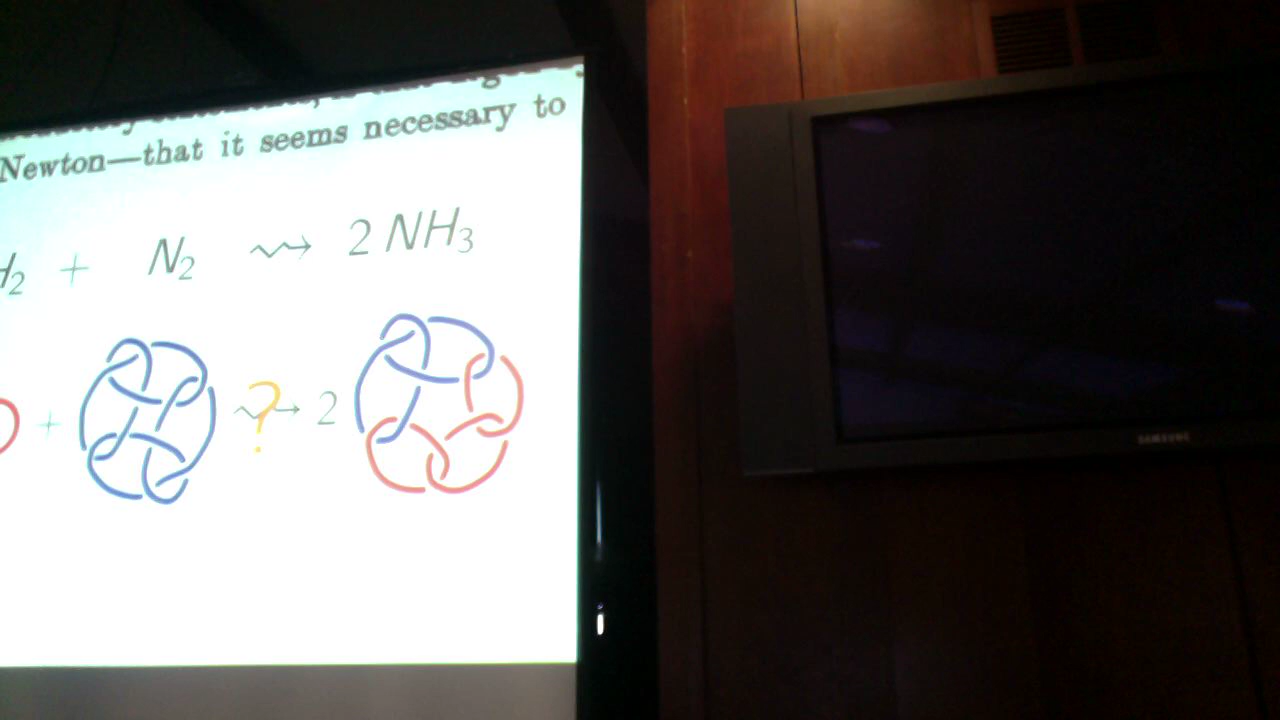 Newton—that it seems necessary to
H₂ + N₂ ⇝ 2 NH₃
+ ? ⇝ 2
SAMSUNG